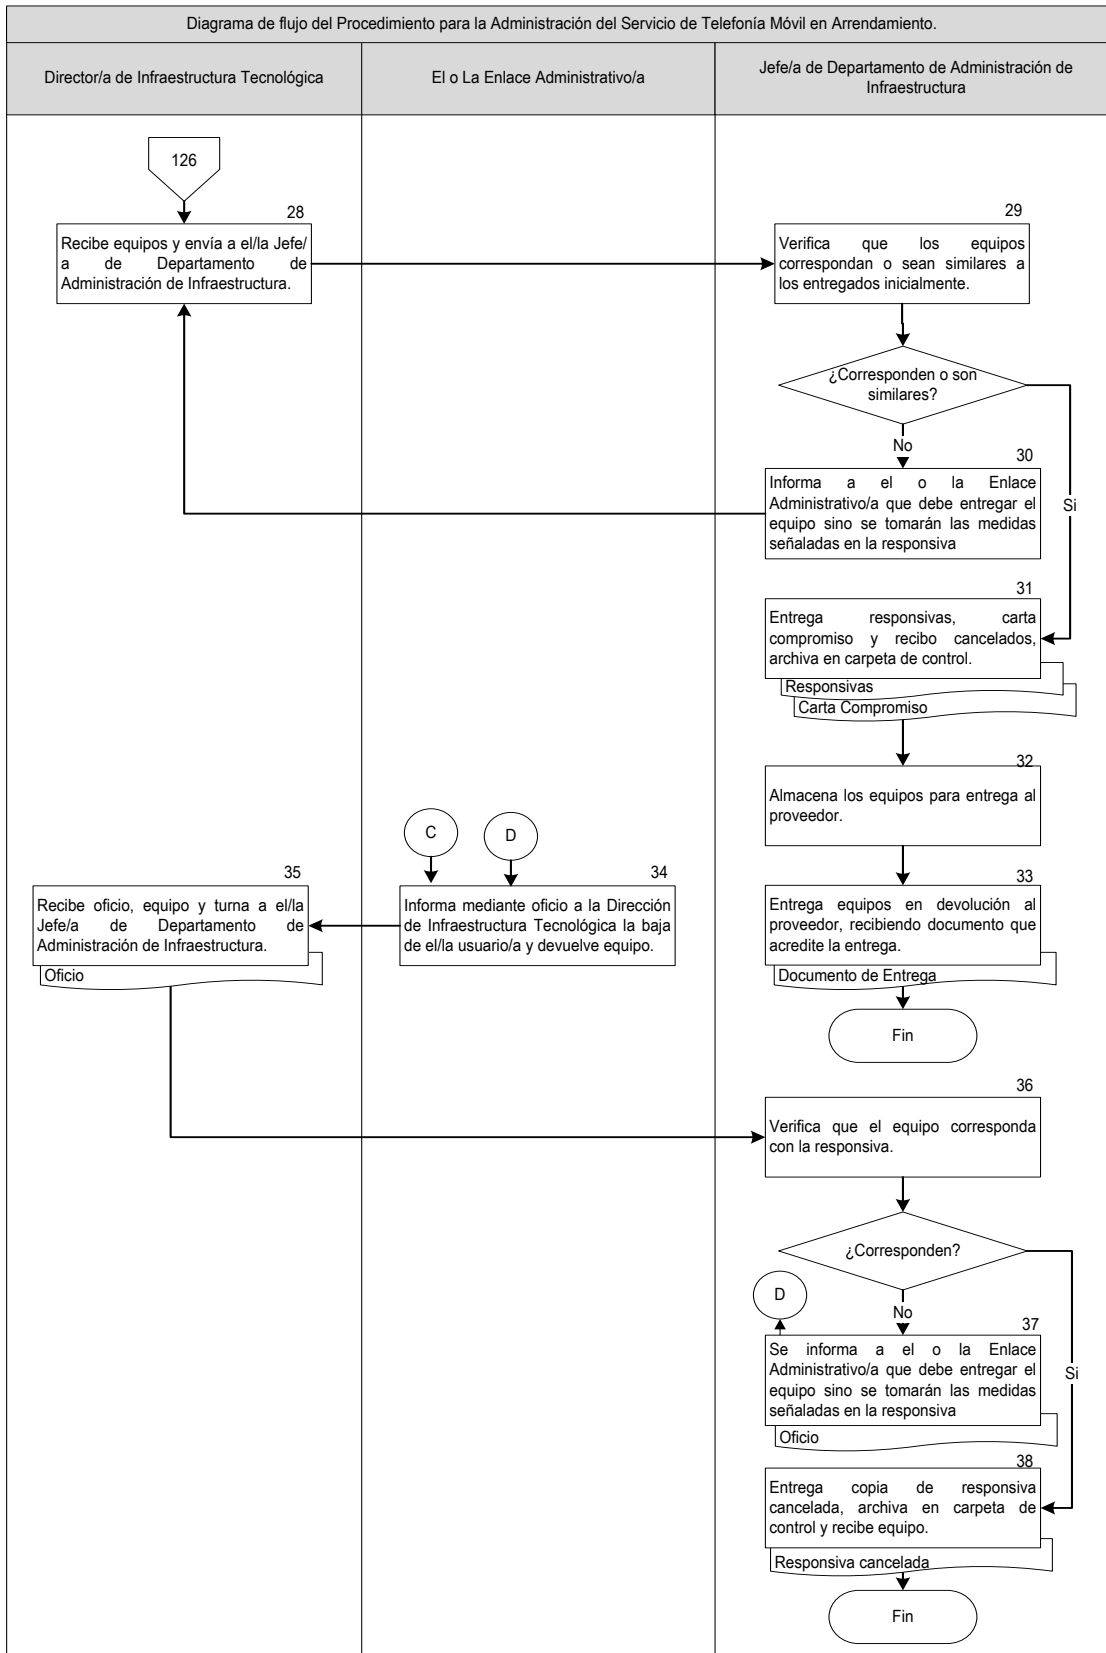 Diagrama de flujo del Procedimiento para la Administración del Servicio de Telefonía Móvil en Arrendamiento.
Director/a de Infraestructura Tecnológica
El o La Enlace Administrativo/a
Jefe/a de Departamento de Administración de
Infraestructura
126
28
Recibe equipos y envía a el/la Jefe/
a de Departamento de
Administración de Infraestructura.
29
Verifica que los equipos
correspondan o sean similares a
los entregados inicialmente.
¿Corresponden o son
similares?
No
Si
30
Informa a el o la Enlace
Administrativo/a que debe entregar el
equipo sino se tomarán las medidas
señaladas en la responsiva
31
Entrega responsivas, carta
compromiso y recibo cancelados,
archiva en carpeta de control.
Responsivas
Carta Compromiso
32
Almacena los equipos para entrega al
proveedor.
33
Entrega equipos en devolución al
proveedor, recibiendo documento que
acredite la entrega.
Documento de Entrega
Fin
C
D
34
Informa mediante oficio a la Dirección
de Infraestructura Tecnológica la baja
de el/la usuario/a y devuelve equipo.
35
Recibe oficio, equipo y turna a el/la
Jefe/a de Departamento de
Administración de Infraestructura.
Oficio
36
Verifica que el equipo corresponda
con la responsiva.
¿Corresponden?
D
No
Si
37
Se informa a el o la Enlace
Administrativo/a que debe entregar el
equipo sino se tomarán las medidas
señaladas en la responsiva
Oficio
38
Entrega copia de responsiva
cancelada, archiva en carpeta de
control y recibe equipo.
Responsiva cancelada
Fin